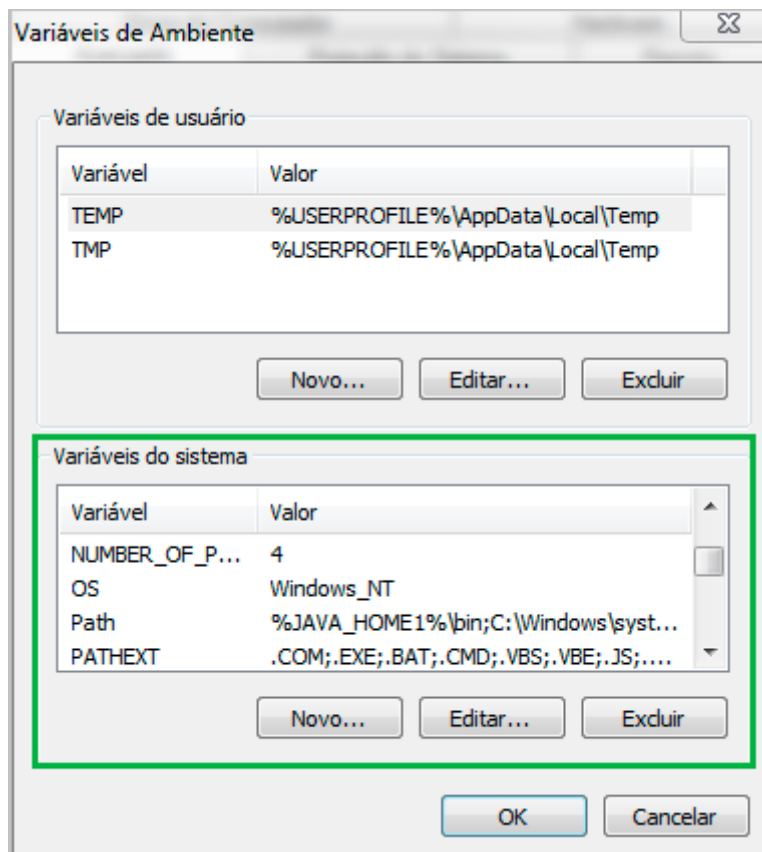 Variáveis de Ambiente
Variáveis de usuário
Variável Valor
TEMP %USERPROFILE%\AppData\Local\Temp
TMP %USERPROFILE%\AppData\Local\Temp
Novo... Editar... Excluir
Variáveis do sistema
Variável Valor
NUMBER_OF_P... 4
OS Windows_NT
Path %JAVA_HOME1%\bin;C:\Windows\syst...
PATHEXT .COM;.EXE;.BAT;.CMD;.VBS;.VBE;.JS;....
Novo... Editar... Excluir
OK Cancelar